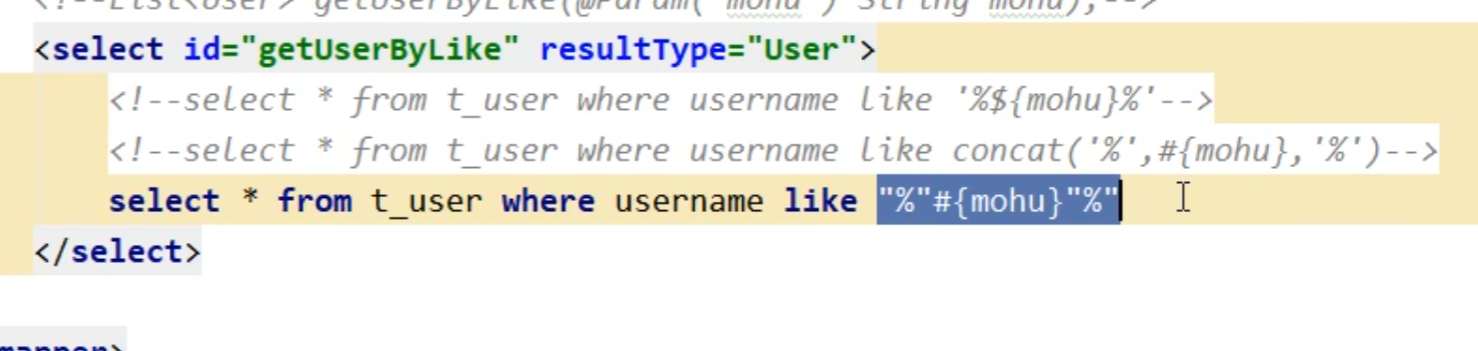 <!--List<User> getUserByLike(@Param("mohu") String mohu);-->
<select id="getUserByLike" resultType="User">
<!--select * from t_user where username like '%${mohu}%'-->
<!--select * from t_user where username like concat('%',#{mohu},'%')-->
select * from t_user where username like "%"#{mohu}"%"
</select>
mapper>